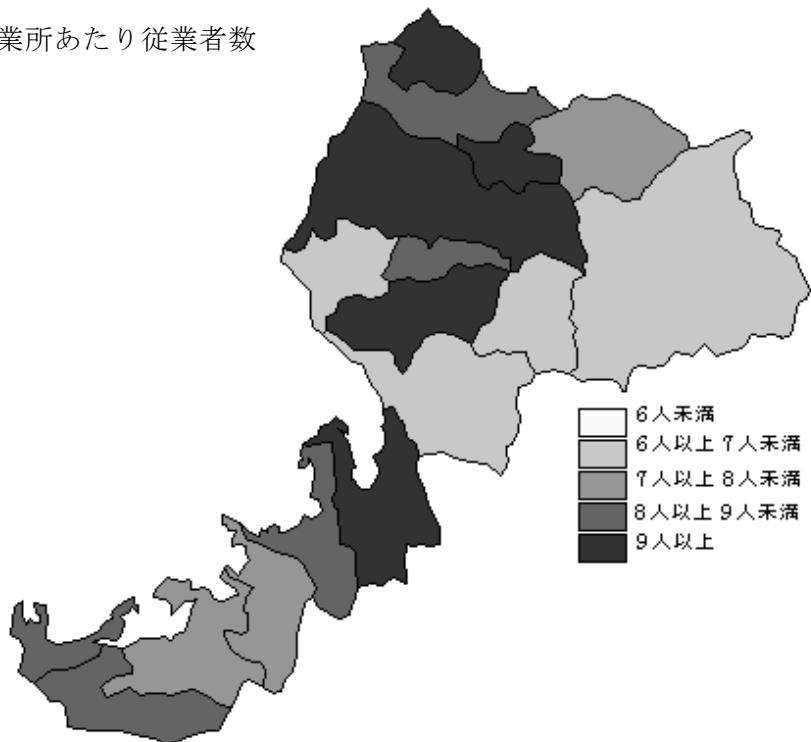 業所あたり従業者数
６人未満
６人以上 ７人未満
７人以上 ８人未満
８人以上 ９人未満
９人以上